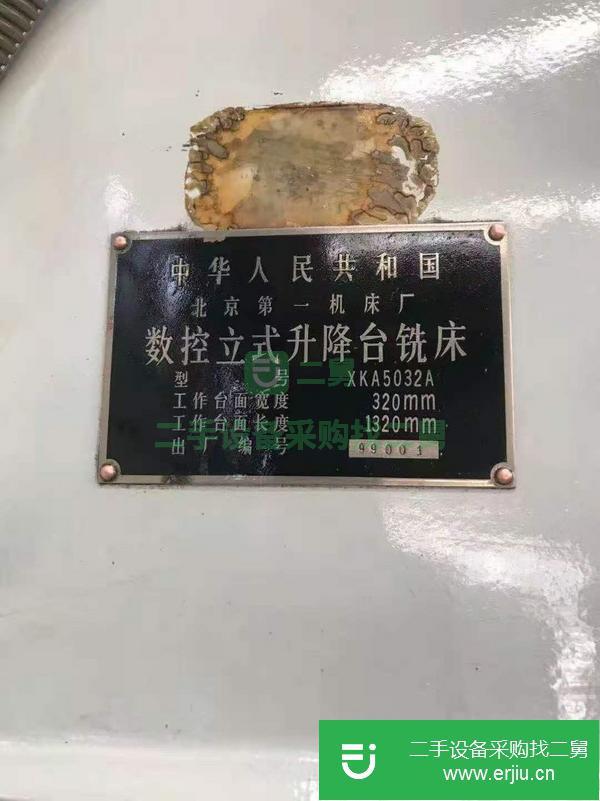 中华人民共和国
北京第一机床厂
数控立式升降台铣床
型号 XKA5032A
工作台面宽度 320mm
工作台面长度 1320mm
出厂编号 99001
二舅
二手设备采购找二舅
二手设备采购找二舅
www.erjiu.cn